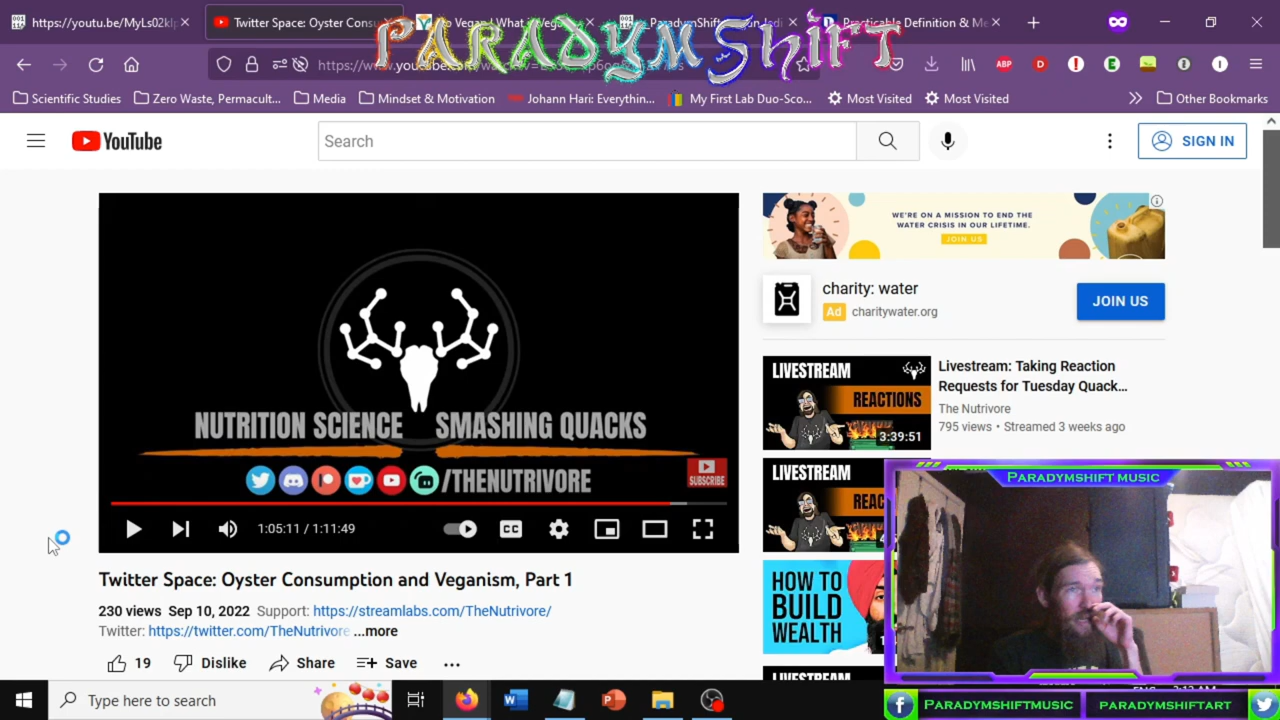 https://youtu.be/MyLs02kl
Twitter Space: Oyster Consu
PARADYMSHIFT
Scientific Studies
Zero Waste, Permacult...
Media
Mindset & Motivation
Johann Hari: Everythin...
My First Lab Duo-Sco...
Most Visited
Most Visited
Other Bookmarks
YouTube
Search
SIGN IN
NUTRITION SCIENCE SMASHING QUACKS
/THENUTRIVORE
SUBSCRIBE
1:05:11 / 1:11:49
CC
Twitter Space: Oyster Consumption and Veganism, Part 1
230 views Sep 10, 2022 Support: https://streamlabs.com/TheNutrivore/
Twitter: https://twitter.com/TheNutrivore ...more
19
Dislike
Share
Save
WE'RE ON A MISSION TO END THE
WATER CRISIS IN OUR LIFETIME.
JOIN US
charity: water
Ad charitywater.org
JOIN US
LIVESTREAM
REACTIONS
3:39:51
Livestream: Taking Reaction
Requests for Tuesday Quack...
The Nutrivore
795 views • Streamed 3 weeks ago
LIVESTREAM
HOW TO
BUILD
WEALTH
LIVESTREAM
PARADYMSHIFT MUSIC
Type here to search
PARADYMSHIFTMUSIC
PARADYMSHIFTART